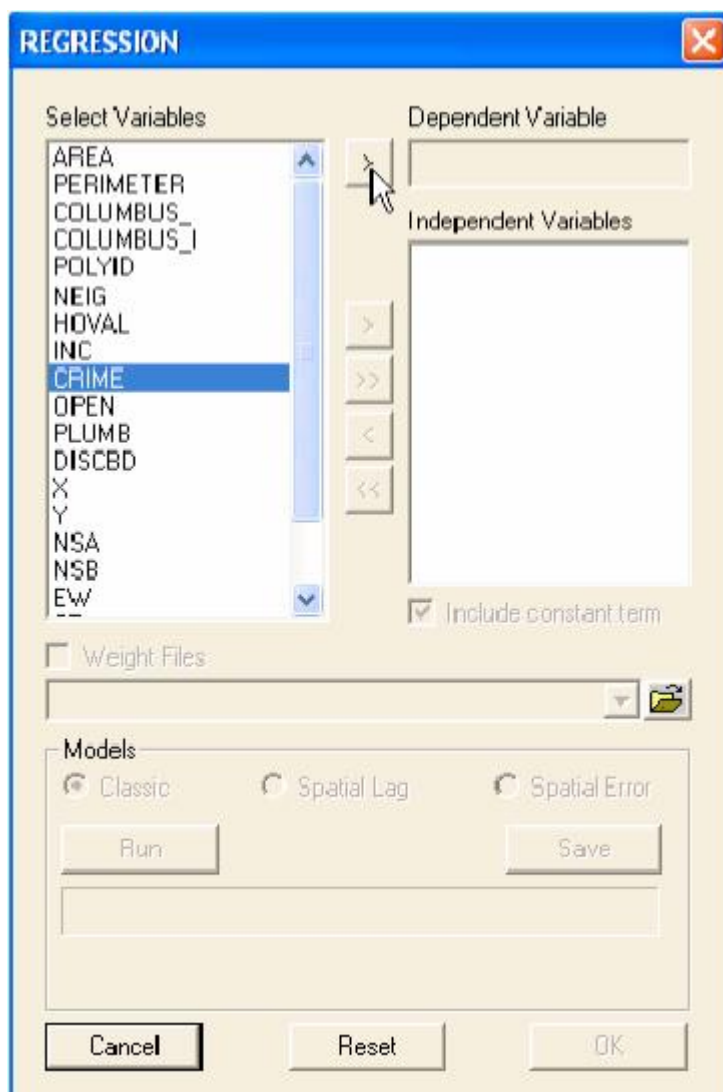 REGRESSION
Select Variables
AREA
PERIMETER
COLUMBUS_
COLUMBUS_I
POLYID
NEIG
HOVAL
INC
CRIME
OPEN
PLUMB
DISCBD
X
Y
NSA
NSB
EW
>
Dependent Variable
Independent Variables
>
>>
<
<<
Include constant term
Weight Files
Models
Classic
Spatial Lag
Spatial Error
Run
Save
Cancel
Reset
OK